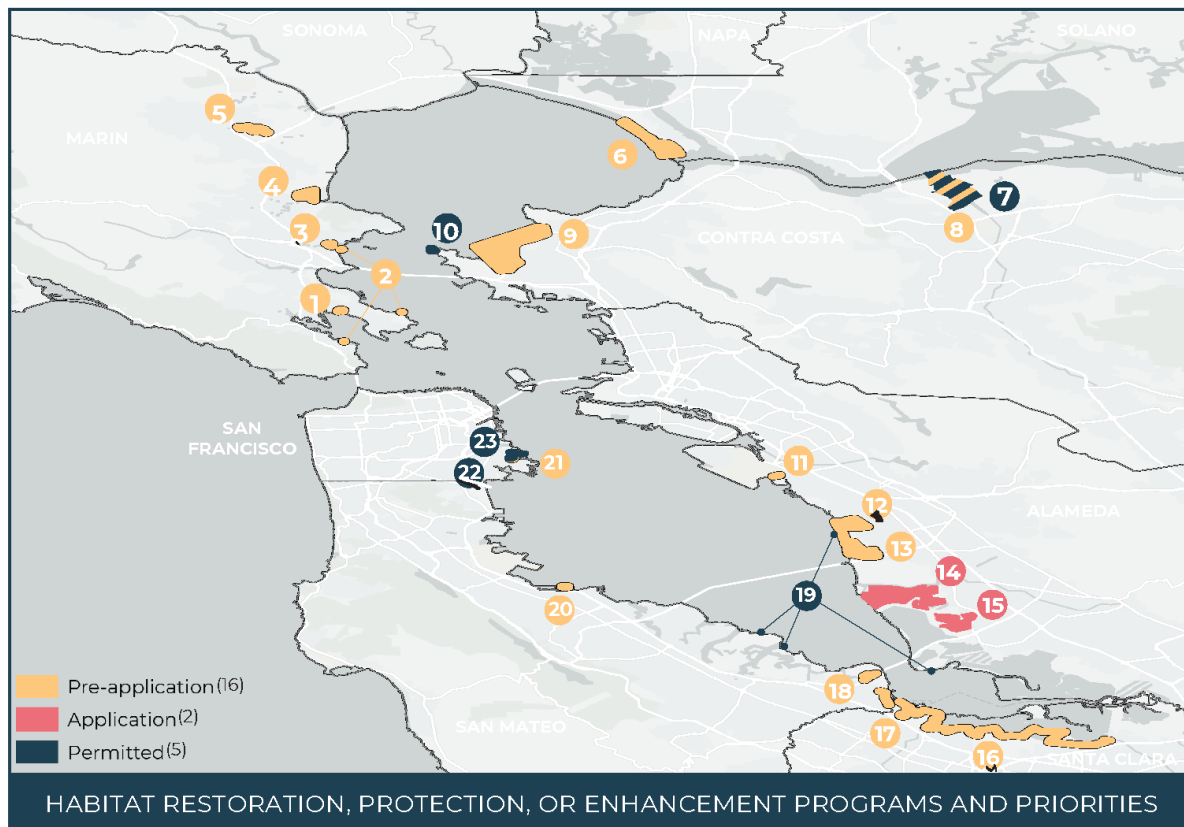 SONOMA
NAPA
SOLANO
5
MARIN
6
4
7
3
10
9
8
CONTRA COSTA
2
1
SAN
FRANCISCO
23
21
22
11
12
ALAMEDA
13
14
19
15
20
18
Pre-application(16)
Application(2)
Permitted(5)
SAN MATEO
17
16
SANTA CLARA
HABITAT RESTORATION, PROTECTION, OR ENHANCEMENT PROGRAMS AND PRIORITIES